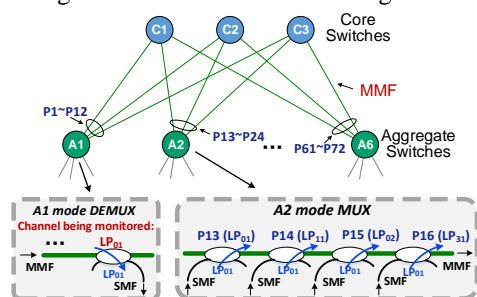 C1
C2
C3
Core
Switches
MMF
P1~P12
P13~P24
P61~P72
A1
A2
...
A6
Aggregate
Switches
A1 mode DEMUX
Channel being monitored:
... LP01
MMF
LP01
SMF
A2 mode MUX
P13 (LP01) P14 (LP11) P15 (LP02) P16 (LP31)
LP01 LP01 LP01 LP01
SMF SMF SMF SMF MMF